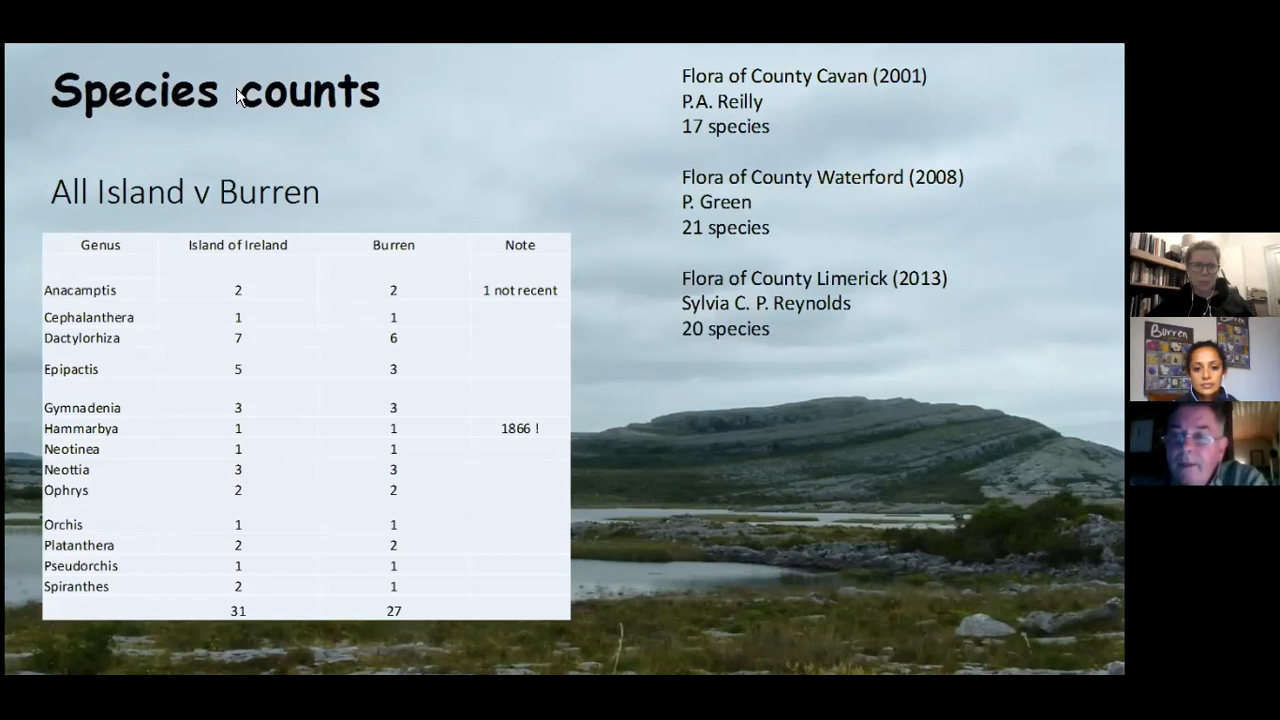 Species counts
All Island v Burren
Genus Island of Ireland Burren Note
Anacamptis 2 2 1 not recent
Cephalanthera 1 1
Dactylorhiza 7 6
Epipactis 5 3
Gymnadenia 3 3
Hammarbya 1 1 1866 !
Neotinea 1 1
Neottia 3 3
Ophrys 2 2
Orchis 1 1
Platanthera 2 2
Pseudorchis 1 1
Spiranthes 2 1
31 27
Flora of County Cavan (2001)
P.A. Reilly
17 species
Flora of County Waterford (2008)
P. Green
21 species
Flora of County Limerick (2013)
Sylvia C. P. Reynolds
20 species
Burren
Burren